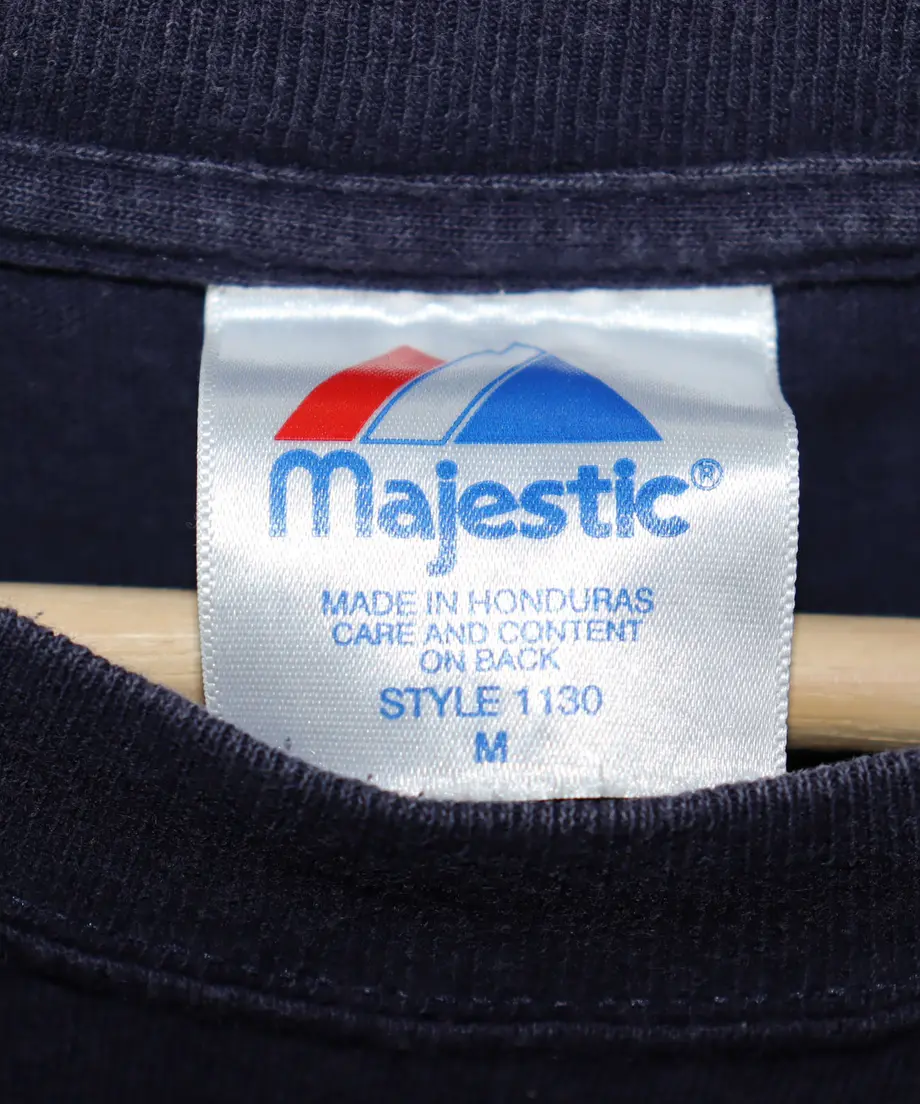 Majestic®
MADE IN HONDURAS
CARE AND CONTENT
ON BACK
STYLE 1130
M